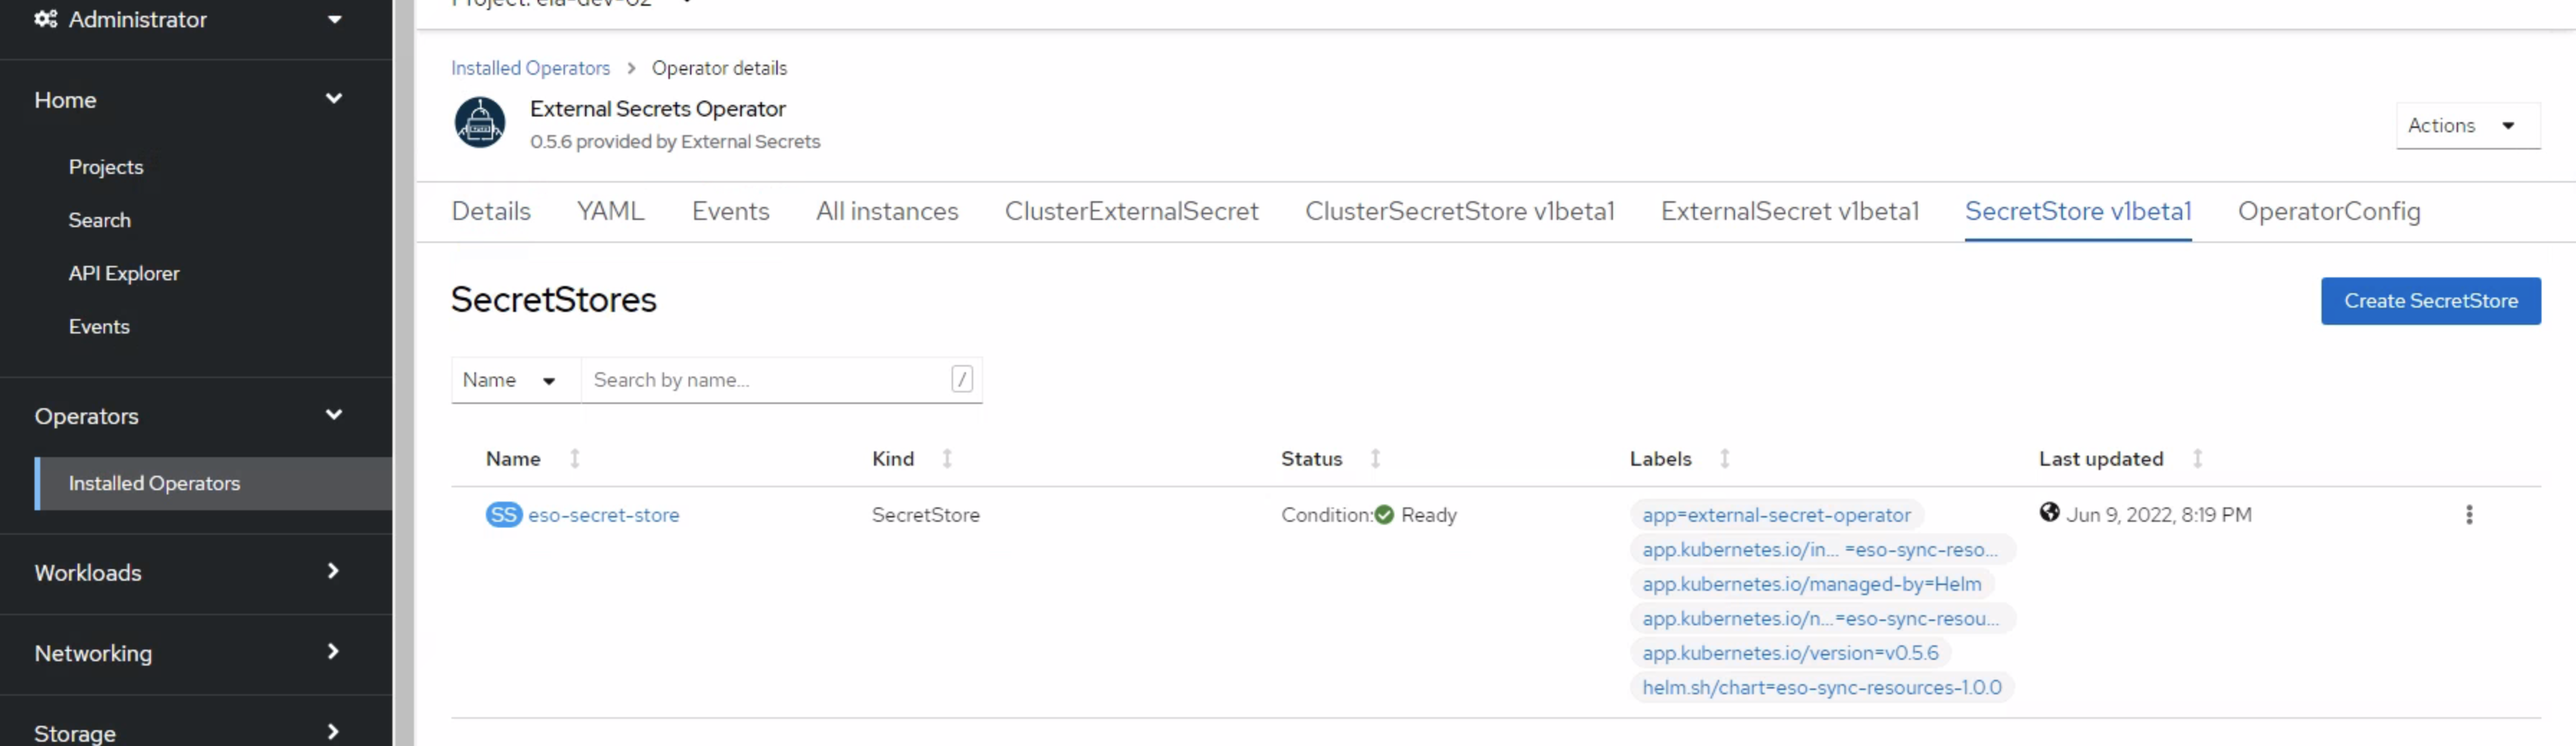 Administrator
Home
Projects
Search
API Explorer
Events
Operators
Installed Operators
Workloads
Networking
Storage
Project:
Installed Operators > Operator details
External Secrets Operator
0.5.6 provided by External Secrets
Actions
Details YAML Events All instances ClusterExternalSecret ClusterSecretStore v1beta1 ExternalSecret v1beta1 SecretStore v1beta1 OperatorConfig
SecretStores
Create SecretStore
Name Search by name... /
Name Kind Status Labels Last updated
SS eso-secret-store SecretStore Condition: Ready app=external-secret-operator Jun 9, 2022, 8:19 PM
app.kubernetes.io/in... =eso-sync-reso...
app.kubernetes.io/managed-by=Helm
app.kubernetes.io/n...=eso-sync-resou...
app.kubernetes.io/version=v0.5.6
helm.sh/chart=eso-sync-resources-1.0.0